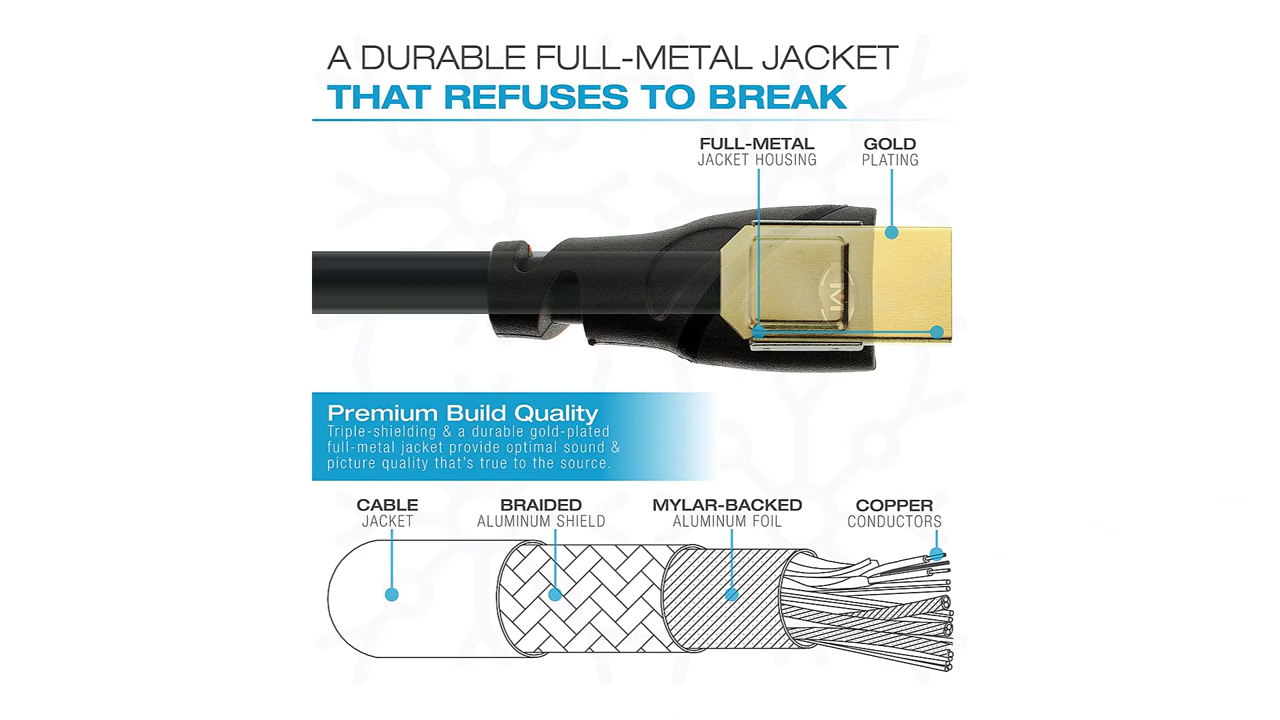 A DURABLE FULL-METAL JACKET
THAT REFUSES TO BREAK
FULL-METAL
JACKET HOUSING
GOLD
PLATING
Premium Build Quality
Triple-shielding & a durable gold-plated
full-metal jacket provide optimal sound &
picture quality that's true to the source.
CABLE
JACKET
BRAIDED
ALUMINUM SHIELD
MYLAR-BACKED
ALUMINUM FOIL
COPPER
CONDUCTORS